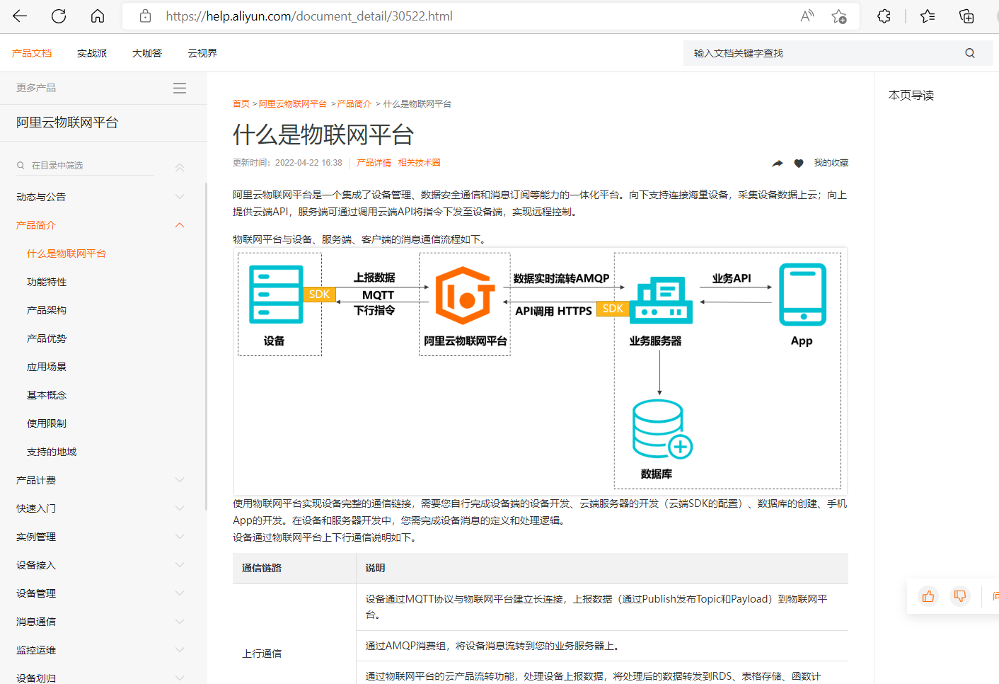 https://help.aliyun.com/document_detail/30522.html
产品文档 实战派 大咖答 云视界 输入文档关键字查找
更多产品
阿里云物联网平台
在目录中筛选
动态与公告
产品简介
什么是物联网平台
功能特性
产品架构
产品优势
应用场景
基本概念
使用限制
支持的地域
产品计费
快速入门
实例管理
设备接入
设备管理
消息通信
监控运维
设备划归
首页 > 阿里云物联网平台 > 产品简介 > 什么是物联网平台
什么是物联网平台
更新时间：2022-04-22 16:38 产品详情 相关技术圈 我的收藏
阿里云物联网平台是一个集成了设备管理、数据安全通信和消息订阅等能力的一体化平台。向下支持连接海量设备，采集设备数据上云；向上
提供云端API，服务端可通过调用云端API将指令下发至设备端，实现远程控制。
物联网平台与设备、服务端、客户端的消息通信流程如下。
设备
SDK
上报数据
MQTT
下行指令
IoT
阿里云物联网平台
数据实时流转AMQP
API调用 HTTPS
SDK
业务服务器
业务API
App
数据库
使用物联网平台实现设备完整的通信链接，需要您自行完成设备端的设备开发、云端服务器的开发（云端SDK的配置）、数据库的创建、手机
App的开发。在设备和服务器开发中，您需完成设备消息的定义和处理逻辑。
设备通过物联网平台上下行通信说明如下。
通信链路 说明
上行通信
设备通过MQTT协议与物联网平台建立长连接，上报数据（通过Publish发布Topic和Payload）到物联网平
台。
通过AMQP消费组，将设备消息流转到您的业务服务器上。
通过物联网平台的云产品流转功能，处理设备上报数据，将处理后的数据转发到RDS、表格存储、函数计
本页导读